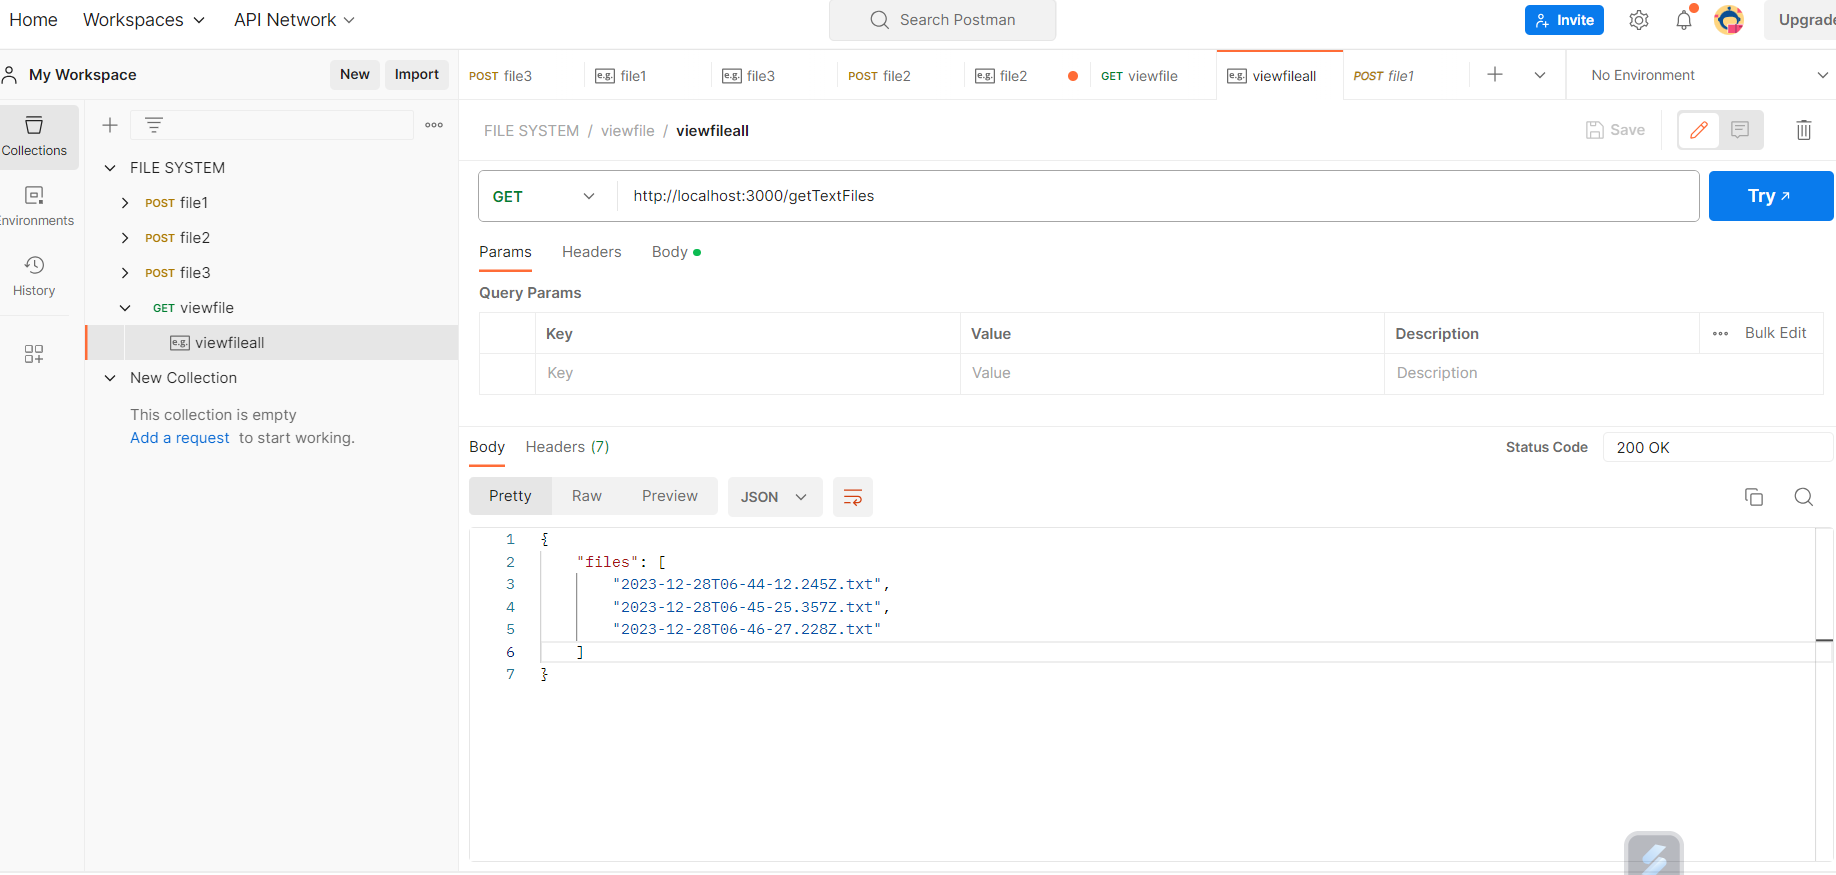 Home Workspaces API Network Search Postman Invite Upgrade
My Workspace New Import POST file3 e.g. file1 e.g. file3 POST file2 e.g. file2 GET viewfile e.g. viewfileall POST file1 No Environment
Collections
Environments
History
FILE SYSTEM
POST file1
POST file2
POST file3
GET viewfile
e.g. viewfileall
New Collection
This collection is empty
Add a request to start working.
FILE SYSTEM / viewfile / viewfileall Save
GET http://localhost:3000/getTextFiles Try
Params Headers Body
Query Params
Key Value Description Bulk Edit
Key Value Description
Body Headers (7) Status Code 200 OK
Pretty Raw Preview JSON
1 {
2 "files": [
3 "2023-12-28T06-44-12.245Z.txt",
4 "2023-12-28T06-45-25.357Z.txt",
5 "2023-12-28T06-46-27.228Z.txt"
6 ]
7 }